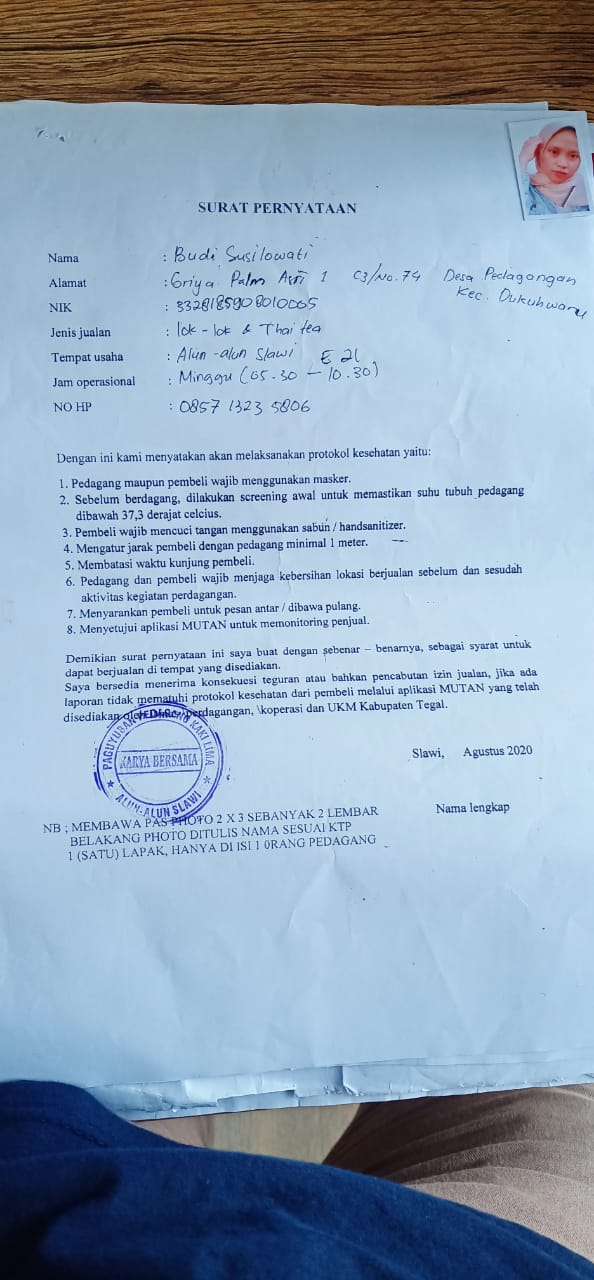 SURAT PERNYATAAN
Nama : Budi Susilowati
Alamat : Griya Palm Asri 1 C3/No.74 Desa Pedagangan
Kec. Dukuhwaru
NIK : 3328185908010005
Jenis jualan : lok - lok & Thai tea
Tempat usaha : Alun - alun Slawi E 21
Jam operasional : Minggu (05.30 - 10.30)
NO HP : 0857 1323 5806
Dengan ini kami menyatakan akan melaksanakan protokol kesehatan yaitu:
1. Pedagang maupun pembeli wajib menggunakan masker.
2. Sebelum berdagang, dilakukan screening awal untuk memastikan suhu tubuh pedagang
dibawah 37,3 derajat celcius.
3. Pembeli wajib mencuci tangan menggunakan sabun / handsanitizer.
4. Mengatur jarak pembeli dengan pedagang minimal 1 meter.
5. Membatasi waktu kunjung pembeli.
6. Pedagang dan pembeli wajib menjaga kebersihan lokasi berjualan sebelum dan sesudah
aktivitas kegiatan perdagangan.
7. Menyarankan pembeli untuk pesan antar / dibawa pulang.
8. Menyetujui aplikasi MUTAN untuk memonitoring penjual.
Demikian surat pernyataan ini saya buat dengan sebenar – benarnya, sebagai syarat untuk
dapat berjualan di tempat yang disediakan.
Saya bersedia menerima konsekuesi teguran atau bahkan pencabutan izin jualan, jika ada
laporan tidak mematuhi protokol kesehatan dari pembeli melalui aplikasi MUTAN yang telah
disediakan oleh perdagangan, \koperasi dan UKM Kabupaten Tegal.
PAGUYUBAN PEDAGANG KAKI LIMA
KARYA BERSAMA
ALUN-ALUN SLAWI
Slawi, Agustus 2020
Nama lengkap
NB ; MEMBAWA PAS PHOTO 2 X 3 SEBANYAK 2 LEMBAR
BELAKANG PHOTO DITULIS NAMA SESUAI KTP
1 (SATU) LAPAK, HANYA DI ISI 1 0RANG PEDAGANG